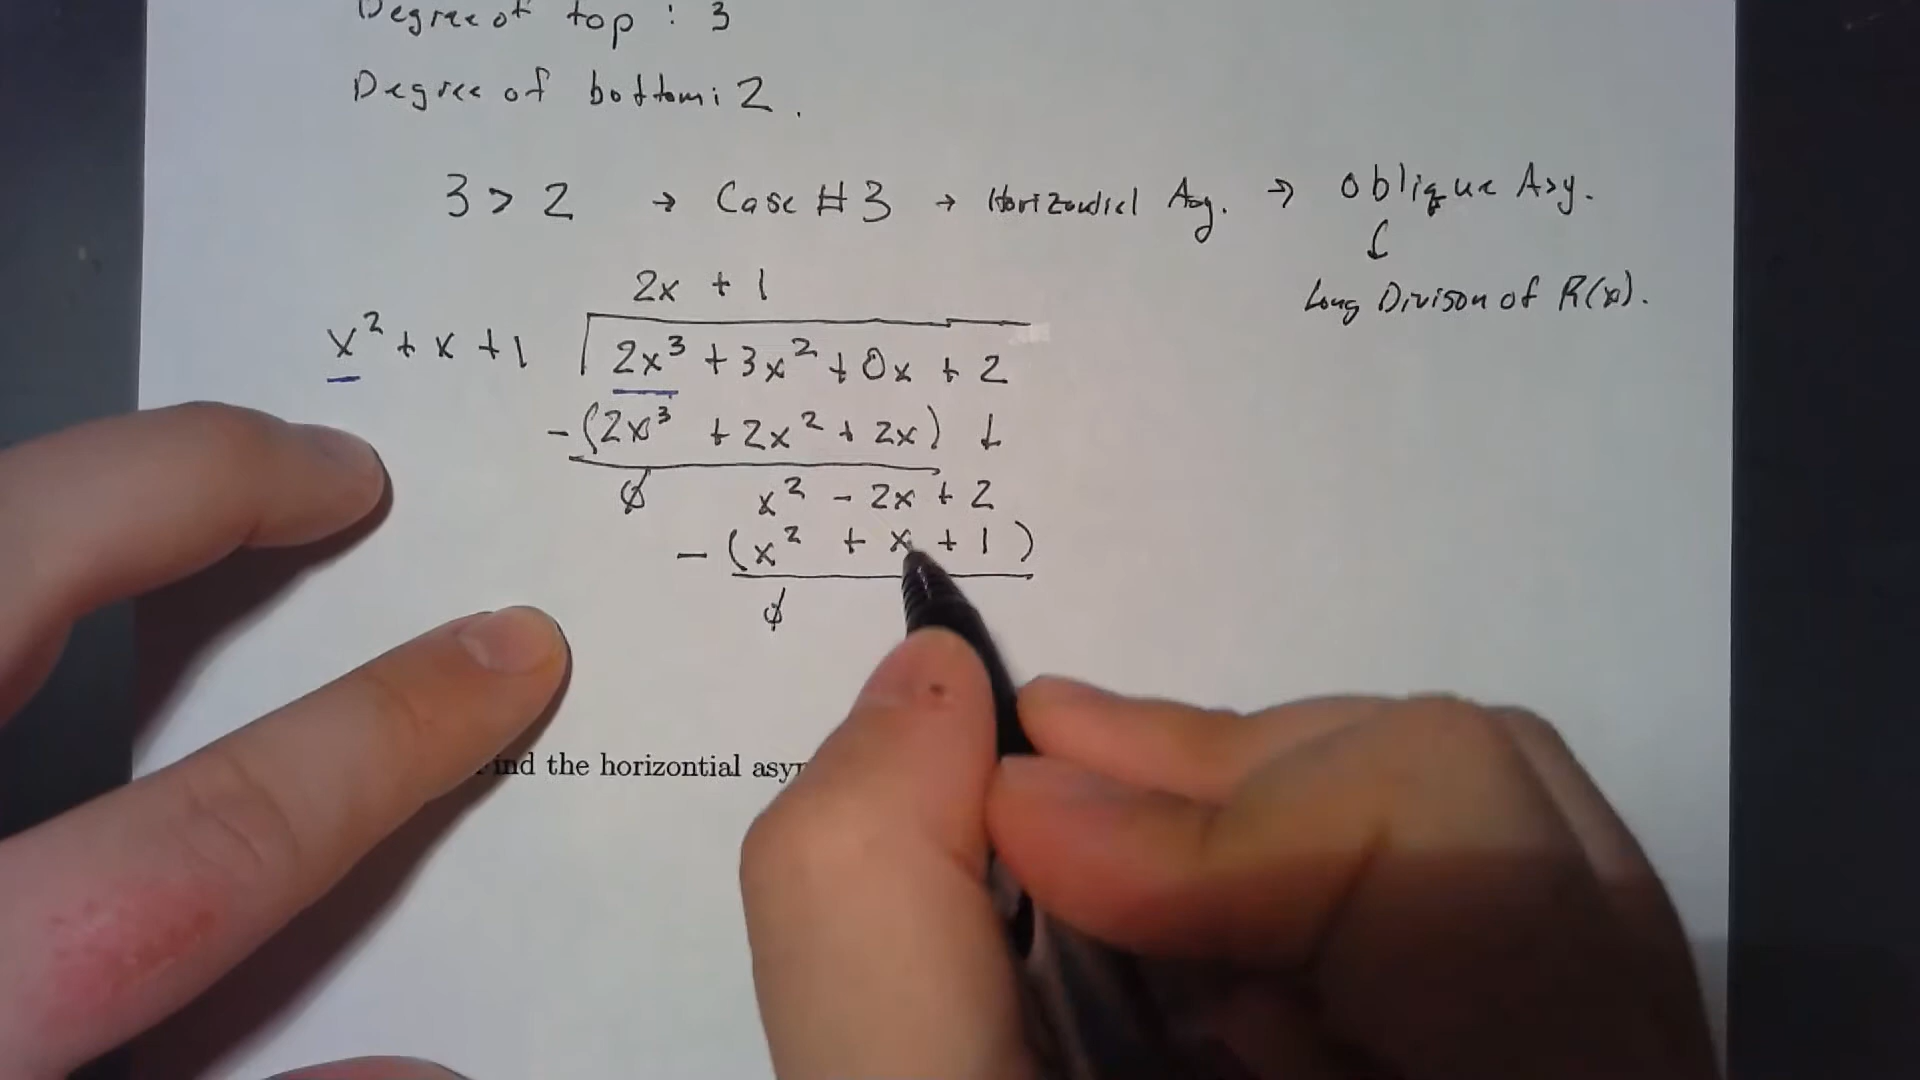 Degree of top : 3
Degree of bottom : 2.
3 > 2 → Case # 3 → Horizondial Asy. → Oblique Asy.
↓
Long Divison of R(x).
2x + 1
x² + x + 1 2x³ + 3x² + 0x + 2
-(2x³ + 2x² + 2x) ↓
0 x² - 2x + 2
-(x² + x + 1)
0
ind the horizontial asy